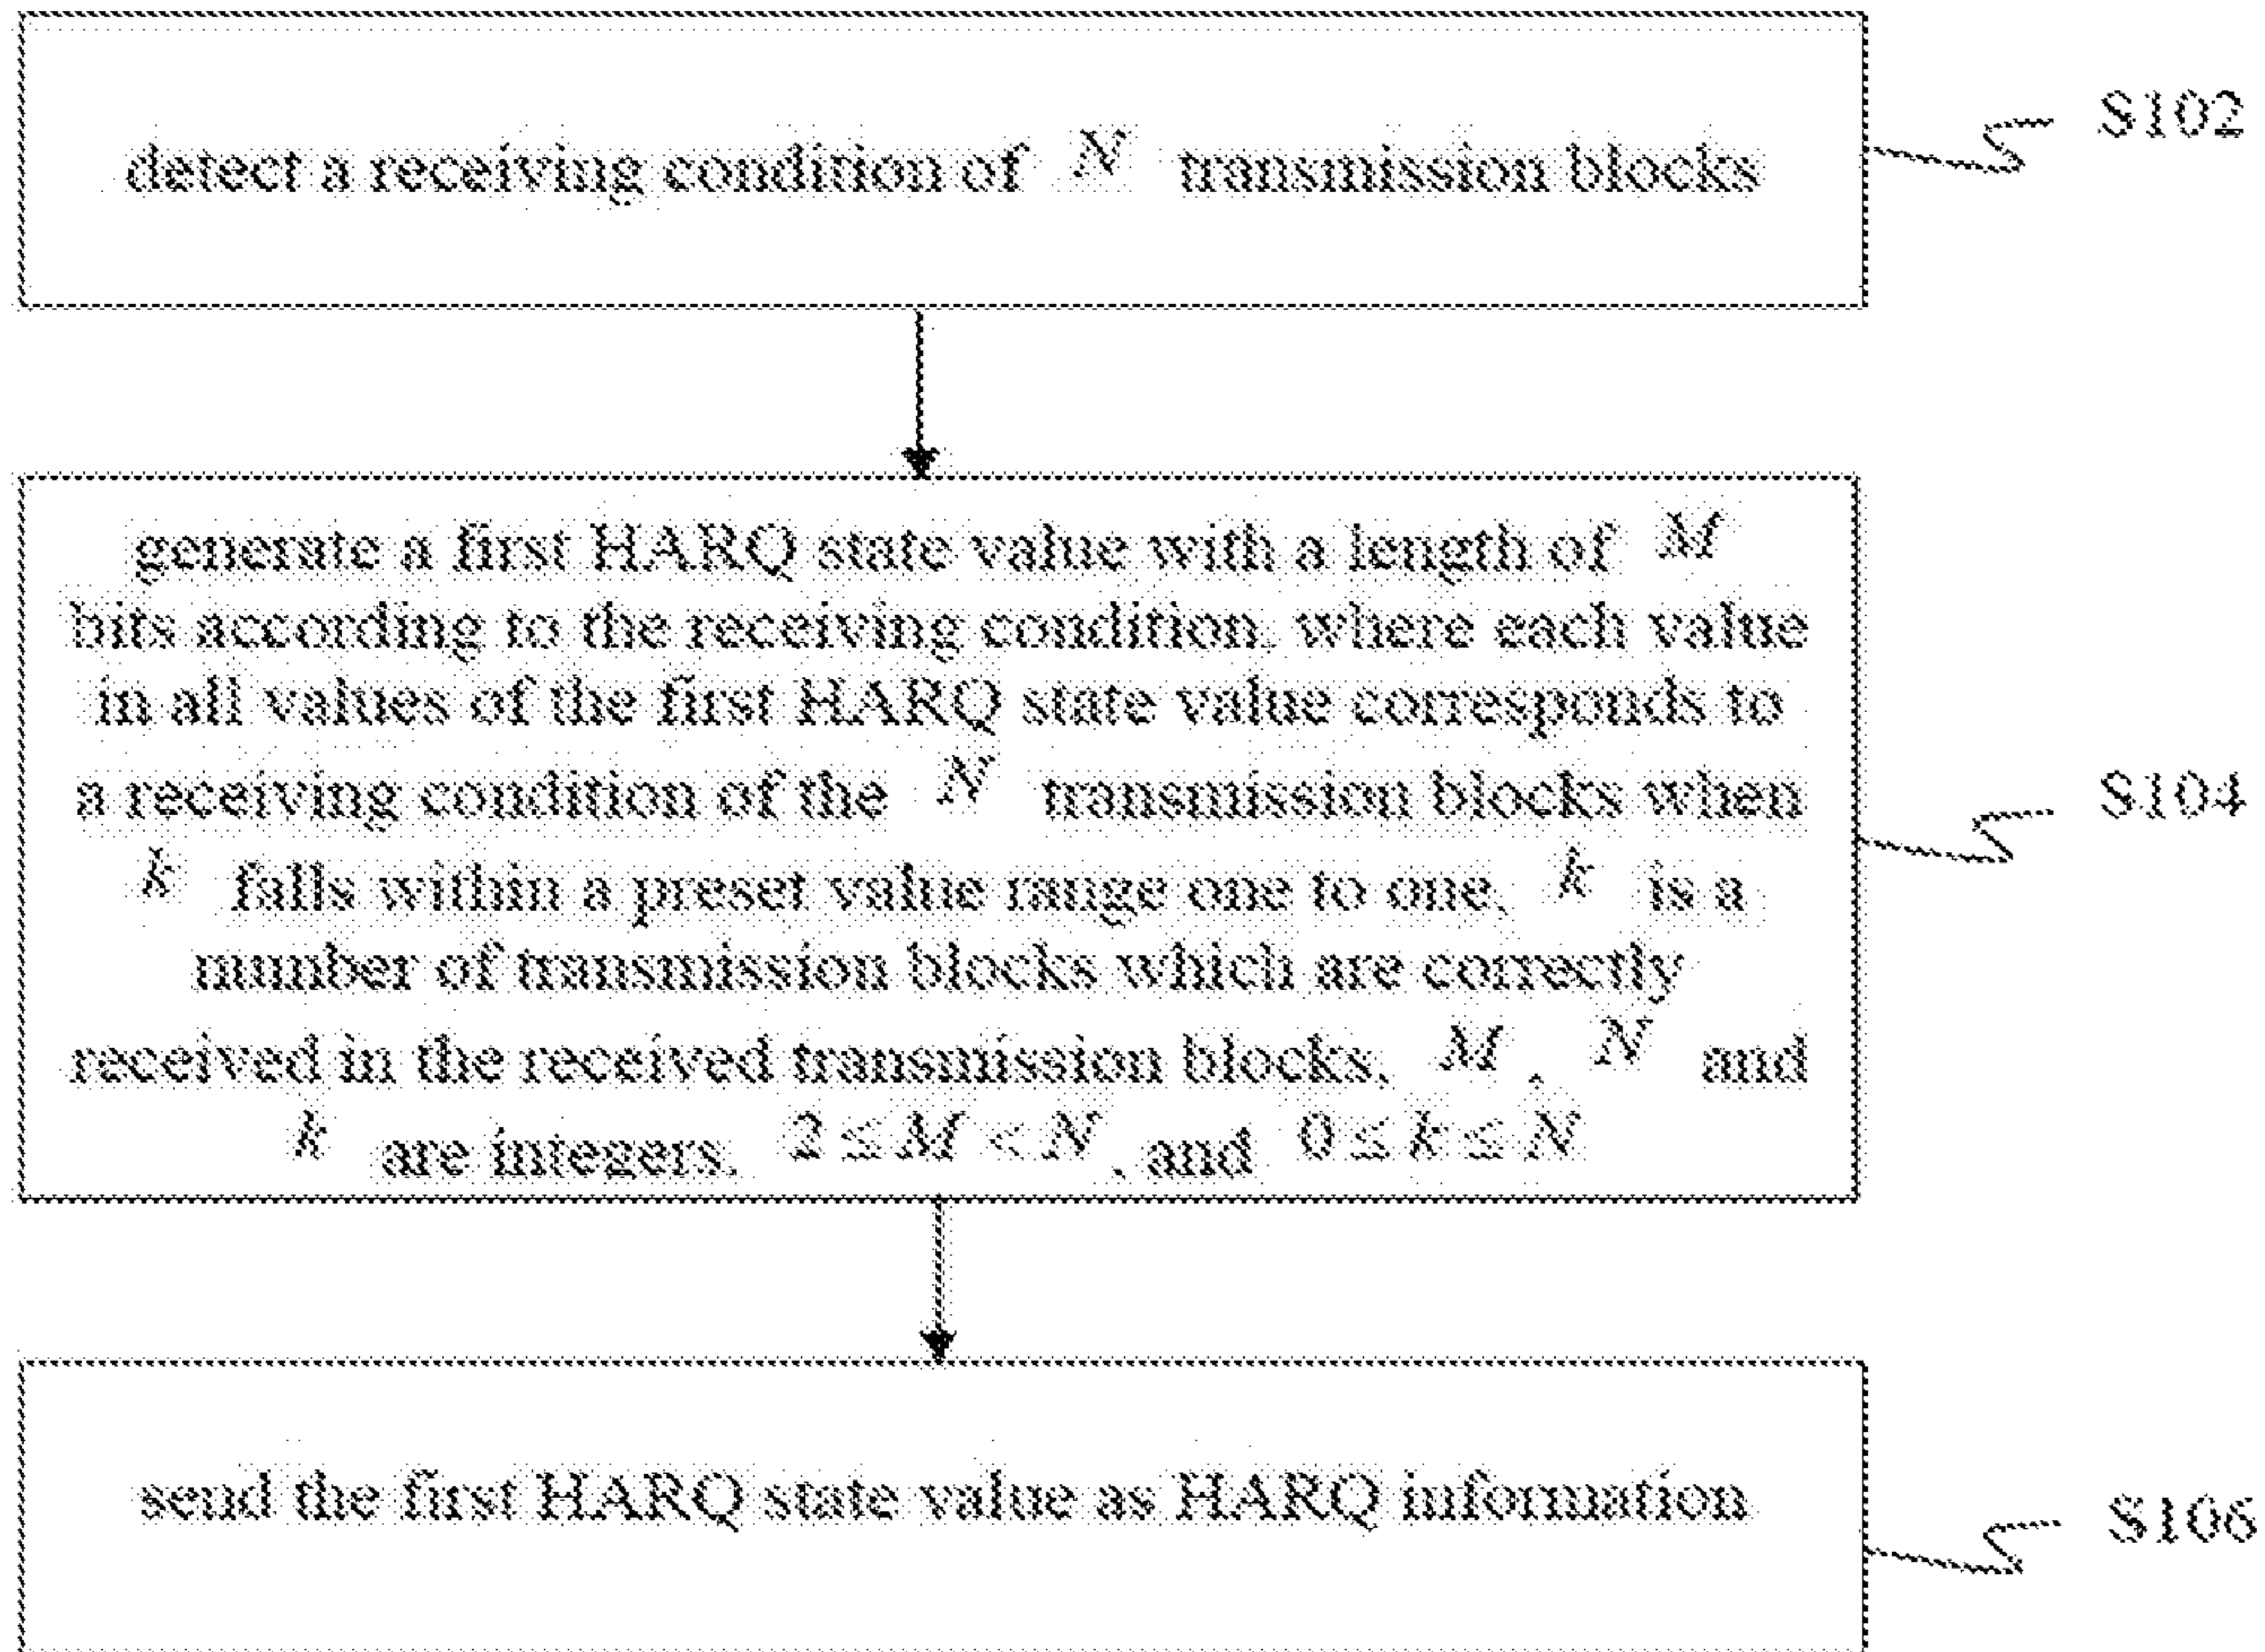 detect a receiving condition of N transmission blocks
S102
generate a first HARQ state value with a length of M
bits according to the receiving condition, where each value
in all values of the first HARQ state value corresponds to
a receiving condition of the N transmission blocks when
k falls within a preset value range one to one, k is a
number of transmission blocks which are correctly
received in the received transmission blocks, M, N and
k are integers, 2 ≤ M < N, and 0 ≤ k ≤ N
S104
send the first HARQ state value as HARQ information
S106